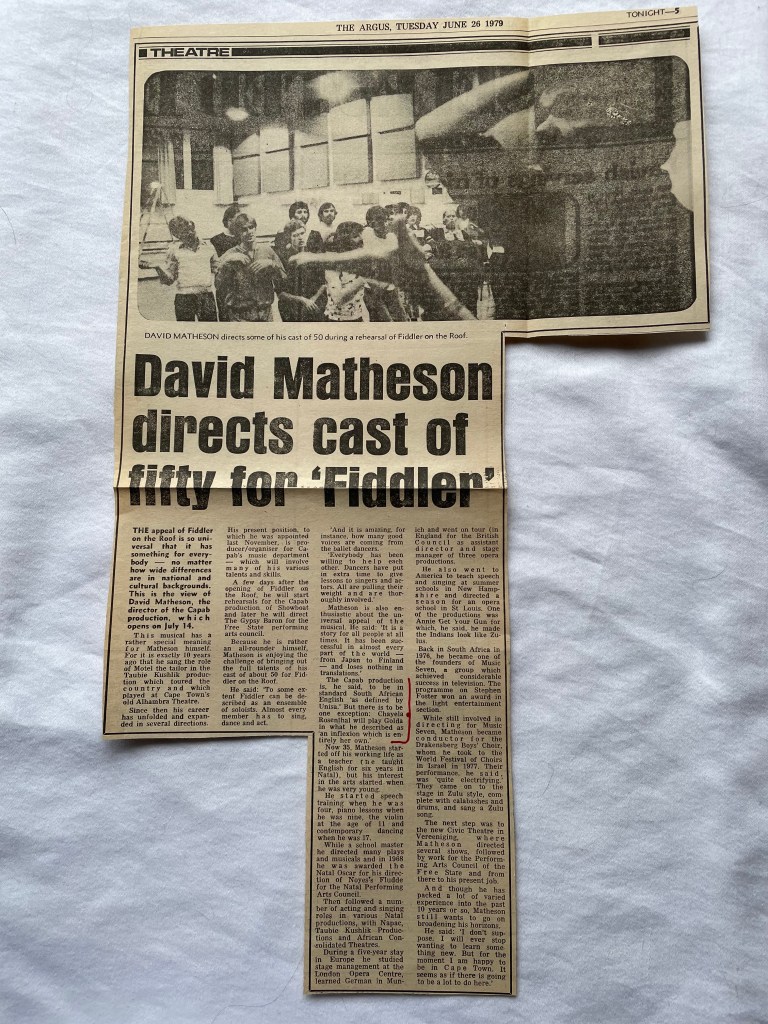 THE ARGUS, TUESDAY JUNE 26 1979
TONIGHT—5
THEATRE
DAVID MATHESON directs some of his cast of 50 during a rehearsal of Fiddler on the Roof.
David Matheson
directs cast of
fifty for ‘Fiddler’
THE appeal of Fiddler
on the Roof is so uni-
versal that it has
something for every-
body — no matter
how wide differences
are in national and
cultural backgrounds.
This is the view of
David Matheson, the
director of the Capab
production, which
opens on July 14.
This musical has a
rather special meaning
for Matheson himself.
For it is exactly 10 years
ago that he sang the role
of Motel the tailor in the
Taubie Kushlik produc-
tion which toured the
country and which
played at Cape Town's
old Alhambra Theatre.
Since then his career
has unfolded and expan-
ded in several directions.
His present position, to
which he was appointed
last November, is pro-
ducer/organiser for Ca-
pab's music department
— which will involve
many of his various
talents and skills.
A few days after the
opening of Fiddler on
the Roof, he will start
rehearsals for the Capab
production of Showboat
and later he will direct
The Gypsy Baron for the
Free State performing
arts council.
Because he is rather
an all-rounder himself,
Matheson is enjoying the
challenge of bringing out
the full talents of his
cast of about 50 for Fid-
dler on the Roof.
He said: 'To some ex-
tent Fiddler can be des-
cribed as an ensemble
of soloists. Almost every
member has to sing,
dance and act.
'And it is amazing, for
instance, how many good
voices are coming from
the ballet dancers.
'Everybody has been
willing to help each
other. Dancers have put
in extra time to give
lessons to singers and ac-
tors. All are pulling their
weight and are tho-
roughly involved.'
Matheson is also en-
thusiastic about the uni-
versal appeal of the
musical. He said: 'It is a
story for all people at all
times. It has been suc-
cessful in almost every
part of the world —
from Japan to Finland
— and loses nothing in
translations.'
The Capab production
is, he said, to be in
standard South African
English 'as defined by
Unisa.' But there is to be
one exception: Chayela
Rosenthal will play Golda
in what he described as
'an inflexion which is en-
tirely her own.'
Now 35, Matheson star-
ted off his working life as
a teacher (he taught
English for six years in
Natal), but his interest
in the arts started when
he was very young.
He started speech
training when he was
four, piano lessons when
he was nine, the violin
at the age of 11 and
contemporary dancing
when he was 17.
While a school master
he directed many plays
and musicals and in 1968
he was awarded the
Natal Oscar for his direc-
tion of Noyes's Fludde
for the Natal Performing
Arts Council.
Then followed a num-
ber of acting and singing
roles in various Natal
productions, with Napac,
Taubie Kushlik Produc-
tions and African Con-
solidated Theatres.
During a five-year stay
in Europe he studied
stage management at the
London Opera Centre,
learned German in Mun-
ich and went on tour (in
England for the British
Council as assistant
director and stage
manager of three opera
productions.
He also went to
America to teach speech
and singing at summer
schools in New Hamp-
shire and directed a
season for an opera
school in St Louis. One
of the productions was
Annie Get Your Gun for
which, he said, he made
the Indians look like Zu-
lus.
Back in South Africa in
1976, he became one of
the founders of Music
Seven, a group which
achieved considerable
success in television. The
programme on Stephen
Foster won an award in
the light entertainment
section.
While still involved in
directing for Music
Seven, Matheson became
conductor for the
Drakensberg Boys' Choir,
whom he took to the
World Festival of Choirs
in Israel in 1977. Their
performance, he said,
was 'quite electrifying.'
They came on to the
stage in Zulu style, com-
plete with calabashes and
drums, and sang a Zulu
song.
The next step was to
the new Civic Theatre in
Vereeniging, where
Matheson directed
several shows, followed
by work for the Perform-
ing Arts Council of the
Free State and from
there to his present job.
And though he has
packed a lot of varied
experience into the past
10 years or so, Matheson
still wants to go on
broadening his horizons.
He said: 'I don't sup-
pose I will ever stop
wanting to learn some-
thing new. But for the
moment I am happy to
be in Cape Town. It
seems as if there is going
to be a lot to do here.'